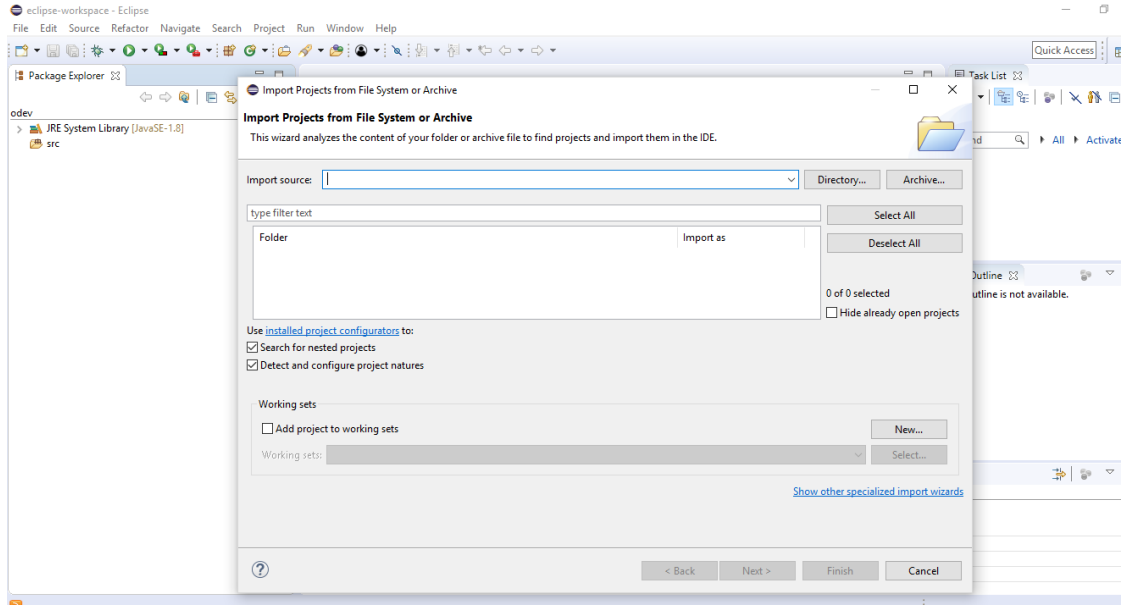 eclipse-workspace - Eclipse
File Edit Source Refactor Navigate Search Project Run Window Help
Quick Access
Package Explorer
Task List
odev
JRE System Library [JavaSE-1.8]
src
All Activate
Import Projects from File System or Archive
Import Projects from File System or Archive
This wizard analyzes the content of your folder or archive file to find projects and import them in the IDE.
Import source: Directory... Archive...
type filter text Select All
Folder Import as Deselect All
0 of 0 selected
Hide already open projects
Use installed project configurators to:
Search for nested projects
Detect and configure project natures
Working sets
Add project to working sets New...
Working sets: Select...
Show other specialized import wizards
? < Back Next > Finish Cancel
Outline
utline is not available.